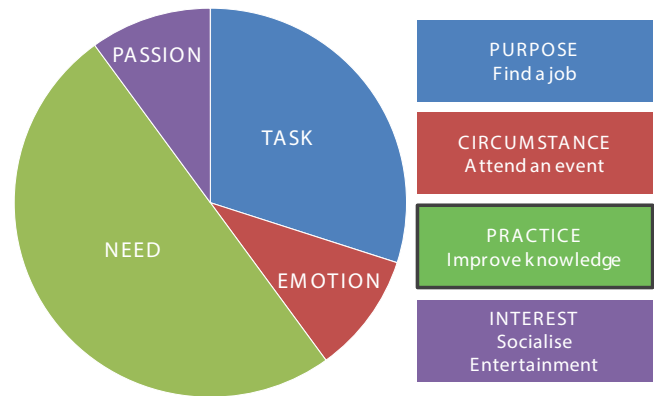 PASSION
TASK
NEED
EMOTION
PURPOSE
Find a job
CIRCUMSTANCE
Attend an event
PRACTICE
Improve knowledge
INTEREST
Socialise
Entertainment